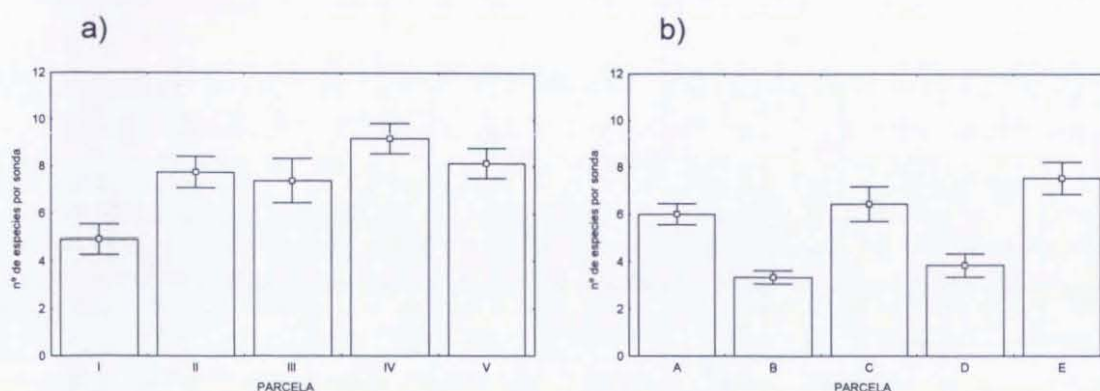 a)
12
10
8
6
4
2
0
nº de especies por sonda
I II III IV V
PARCELA
b)
12
10
8
6
4
2
0
nº de especies por sonda
A B C D E
PARCELA